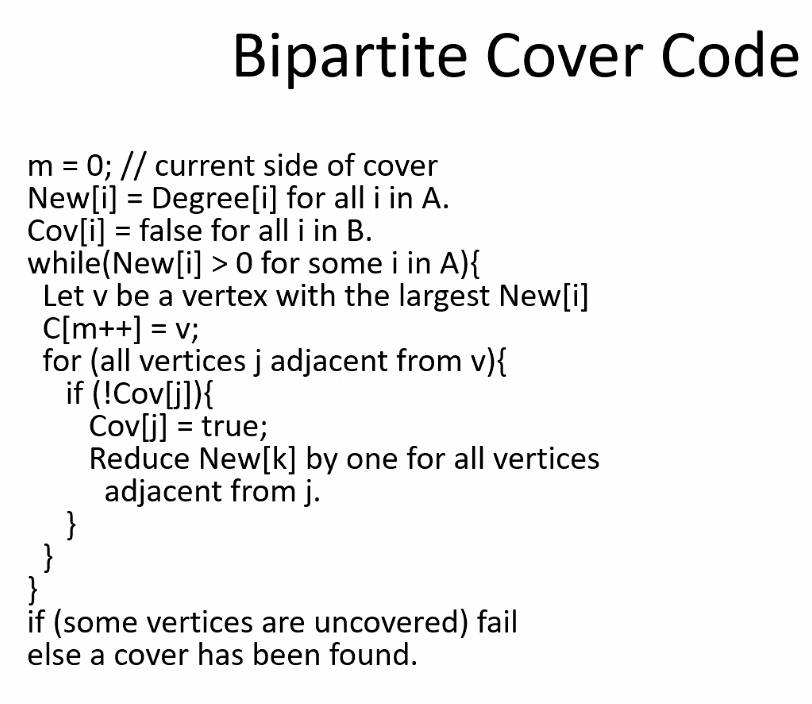 Bipartite Cover Code
m = 0; // current side of cover
New[i] = Degree[i] for all i in A.
Cov[i] = false for all i in B.
while(New[i] > 0 for some i in A){
Let v be a vertex with the largest New[i]
C[m++] = v;
for (all vertices j adjacent from v){
if (!Cov[j]){
Cov[j] = true;
Reduce New[k] by one for all vertices
adjacent from j.
}
}
}
if (some vertices are uncovered) fail
else a cover has been found.